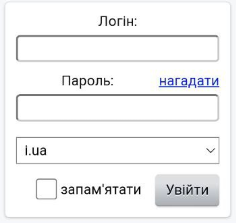 Логін:
Пароль: нагадати
i.ua
запам'ятати Увійти